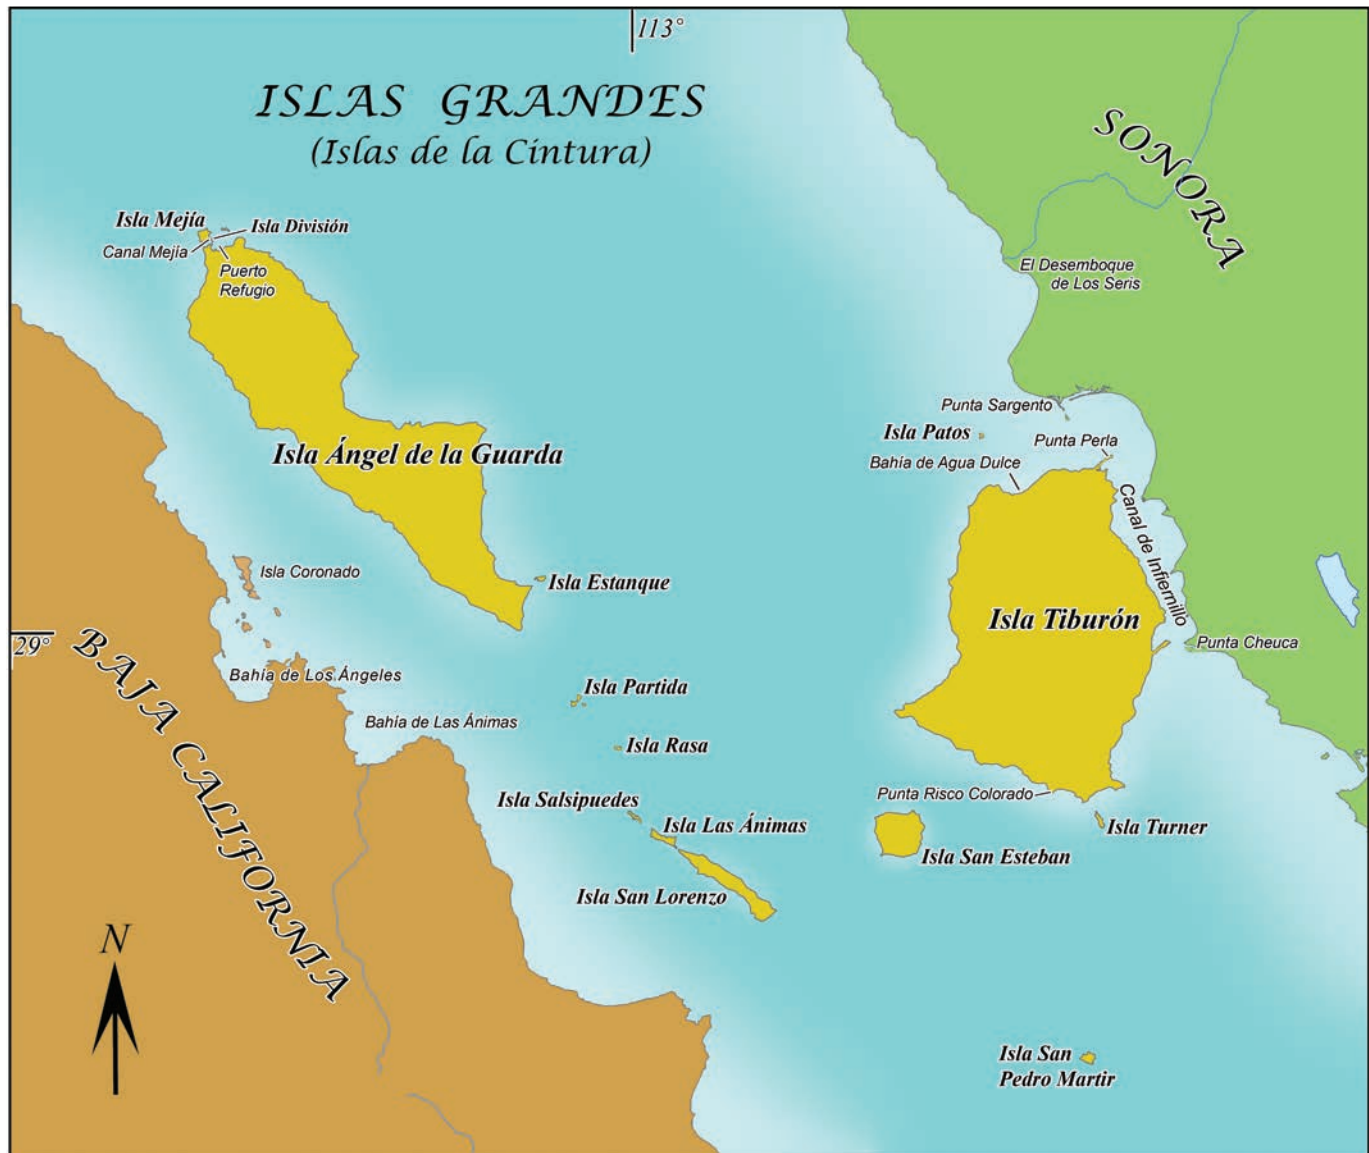 113°
ISLAS GRANDES
(Islas de la Cintura)
SONORA
Isla Mejía
Isla División
Canal Mejía
Puerto
Refugio
El Desemboque
de Los Seris
Punta Sargento
Isla Patos
Punta Perla
Isla Ángel de la Guarda
Bahía de Agua Dulce
Canal de Infiernillo
Isla Coronado
Isla Estanque
Isla Tiburón
29°
Punta Cheuca
BAJA CALIFORNIA
Bahía de Los Ángeles
Isla Partida
Bahía de Las Ánimas
Isla Rasa
Punta Risco Colorado
Isla Salsipuedes
Isla Las Ánimas
Isla Turner
Isla San Esteban
Isla San Lorenzo
N
Isla San
Pedro Martir